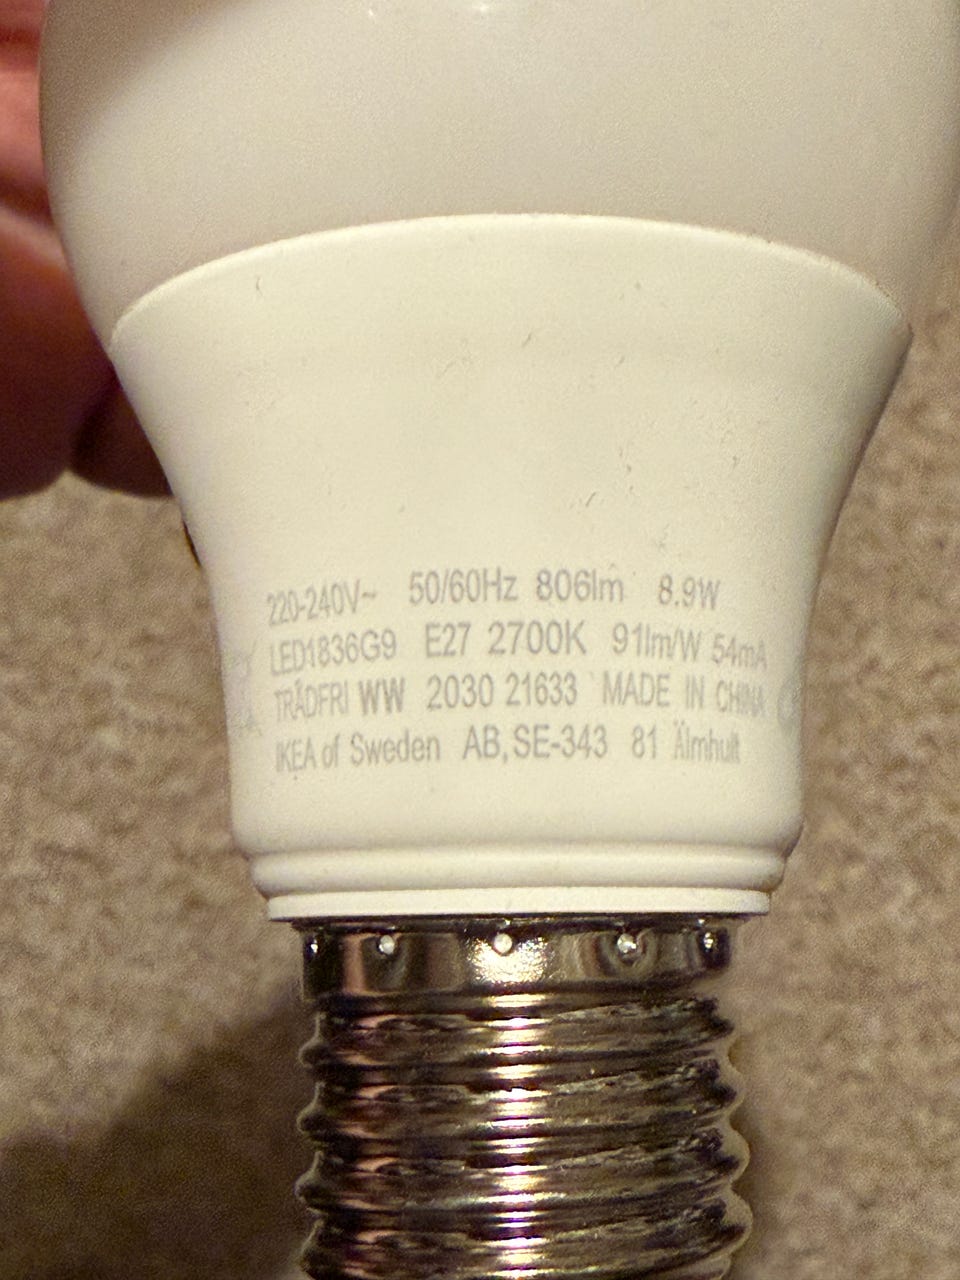 220-240V~ 50/60Hz 806lm 8.9W
LED1836G9 E27 2700K 91lm/W 54mA
TRÅDFRI WW 2030 21633 MADE IN CHINA
IKEA of Sweden AB, SE-343 81 Älmhult